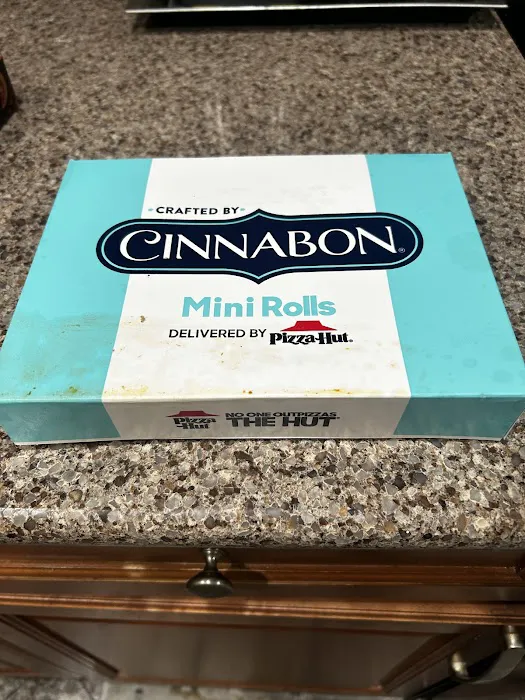 CRAFTED BY
CINNABON®
Mini Rolls
DELIVERED BY Pizza Hut®
Pizza Hut NO ONE OUTPIZZAS
THE HUT®